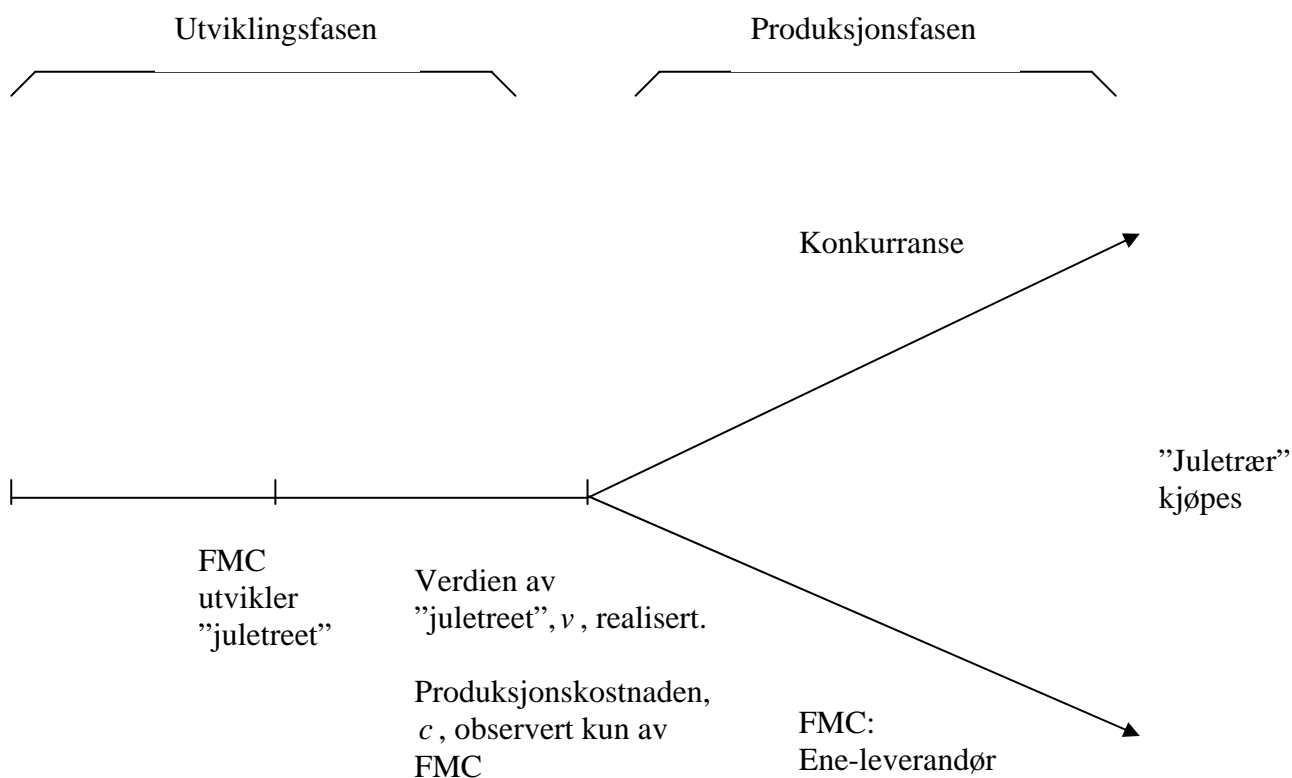 Utviklingsfasen
Produksjonsfasen
Konkurranse
”Juletrær”
kjøpes
FMC
utvikler
”juletreet”
Verdien av
”juletreet”, v , realisert.
Produksjonskostnaden,
c , observert kun av
FMC
FMC:
Ene-leverandør